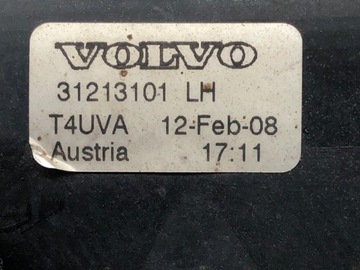 VOLVO
31213101 LH
T4UVA 12-Feb-08
Austria 17:11